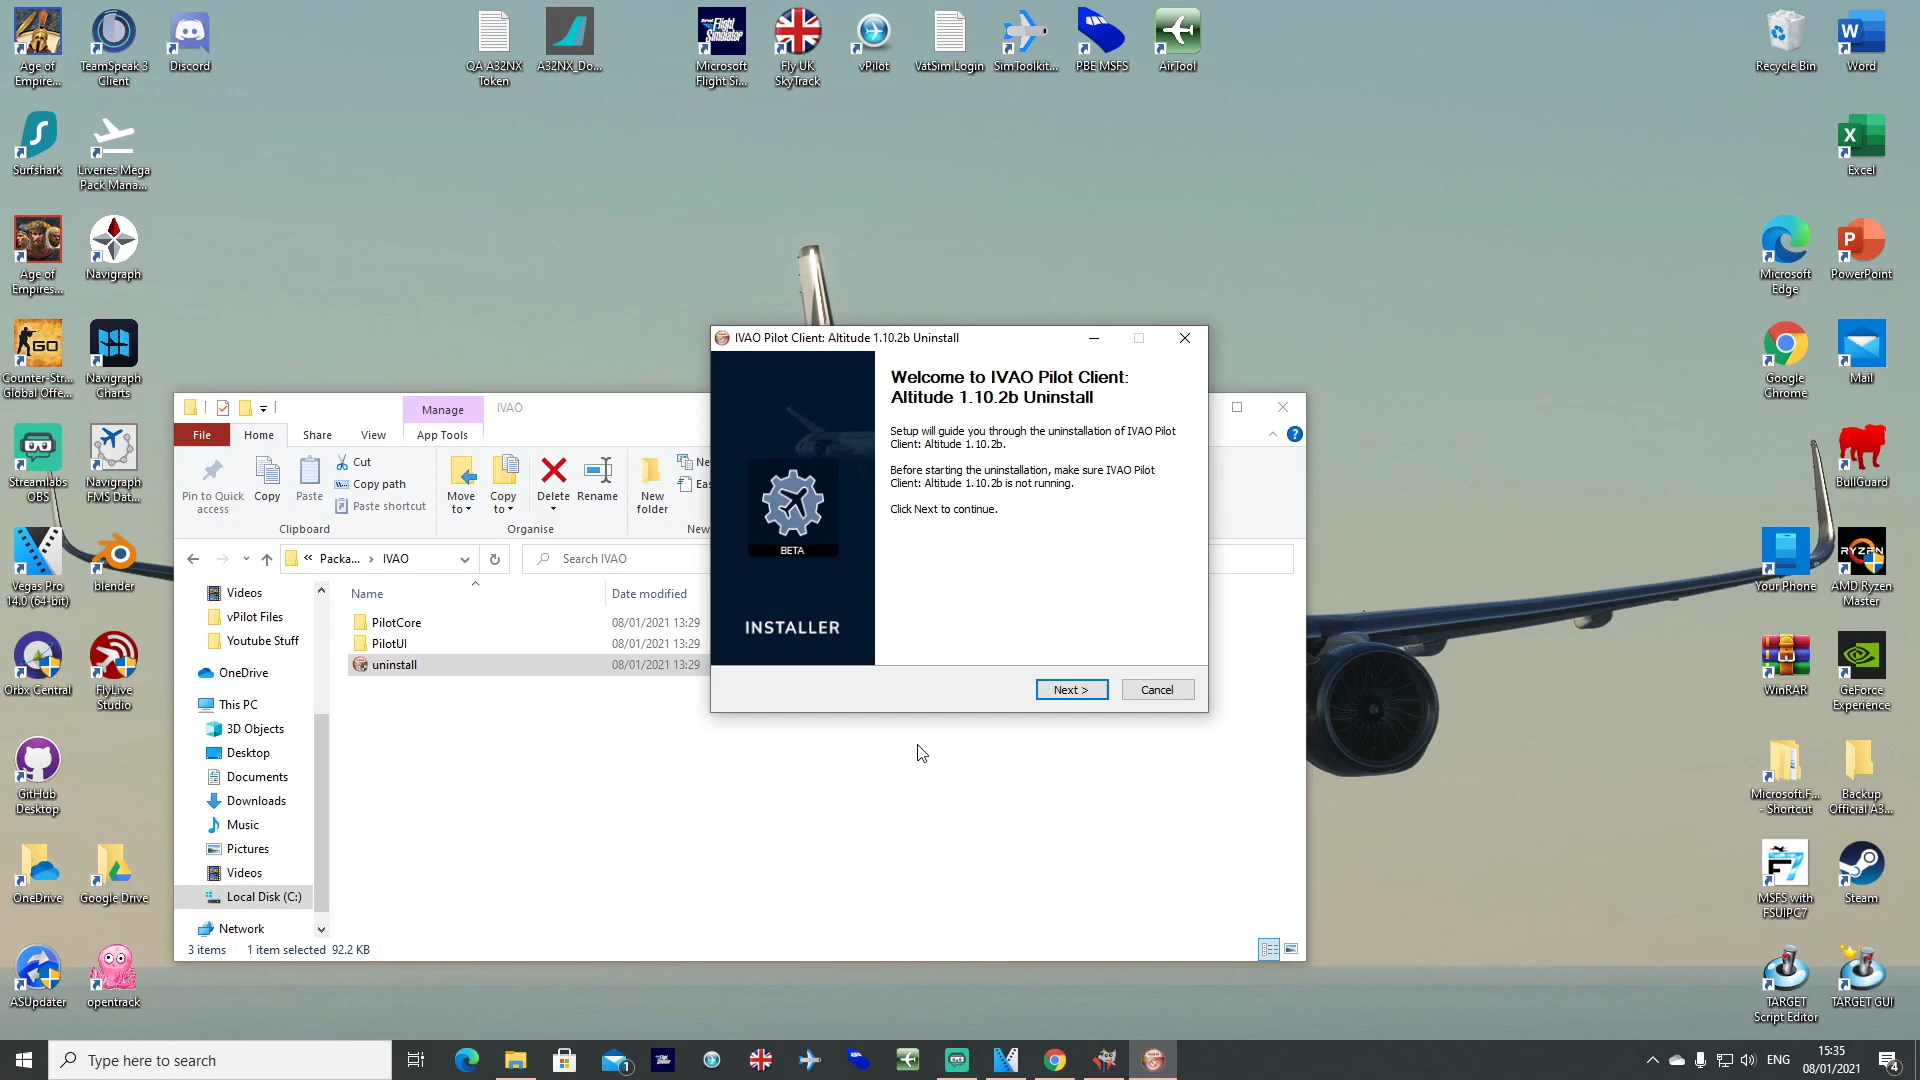 Age of
Empire...
TeamSpeak 3
Client
Discord
QA A32NX
Token
A32NX_Do...
Microsoft
Flight Si...
Fly UK
SkyTrack
vPilot
VatSim Login
SimToolkit...
PBE MSFS
AirTool
Recycle Bin
Word
Surfshark
Liveries Mega
Pack Mana...
Excel
Age of
Empires...
Navigraph
Microsoft
Edge
PowerPoint
Counter-Str...
Global Offe...
Navigraph
Charts
Google
Chrome
Mail
Streamlabs
OBS
Navigraph
FMS Dat...
BullGuard
Vegas Pro
14.0 (64-bit)
blender
Your Phone
RYZEN
AMD Ryzen
Master
Orbx Central
FlyLive
Studio
WinRAR
GeForce
Experience
GitHub
Desktop
Microsoft.F...
- Shortcut
Backup
Official A3...
OneDrive
Google Drive
MSFS with
FSUIPC7
Steam
ASUpdater
opentrack
TARGET
Script Editor
TARGET GUI
IVAO Pilot Client: Altitude 1.10.2b Uninstall
Welcome to IVAO Pilot Client:
Altitude 1.10.2b Uninstall
Setup will guide you through the uninstallation of IVAO Pilot
Client: Altitude 1.10.2b.
Before starting the uninstallation, make sure IVAO Pilot
Client: Altitude 1.10.2b is not running.
Click Next to continue.
BETA
INSTALLER
Next >
Cancel
Manage
IVAO
File
Home
Share
View
App Tools
Pin to Quick
access
Copy
Paste
Cut
Copy path
Paste shortcut
Clipboard
Move
to
Copy
to
Delete
Rename
Organise
New
folder
Ne
Eas
New
« Packa... > IVAO
Search IVAO
Name
Date modified
PilotCore 08/01/2021 13:29
PilotUI 08/01/2021 13:29
uninstall 08/01/2021 13:29
Videos
vPilot Files
Youtube Stuff
OneDrive
This PC
3D Objects
Desktop
Documents
Downloads
Music
Pictures
Videos
Local Disk (C:)
Network
3 items
1 item selected 92.2 KB
Type here to search
1
ENG
15:35
08/01/2021
4